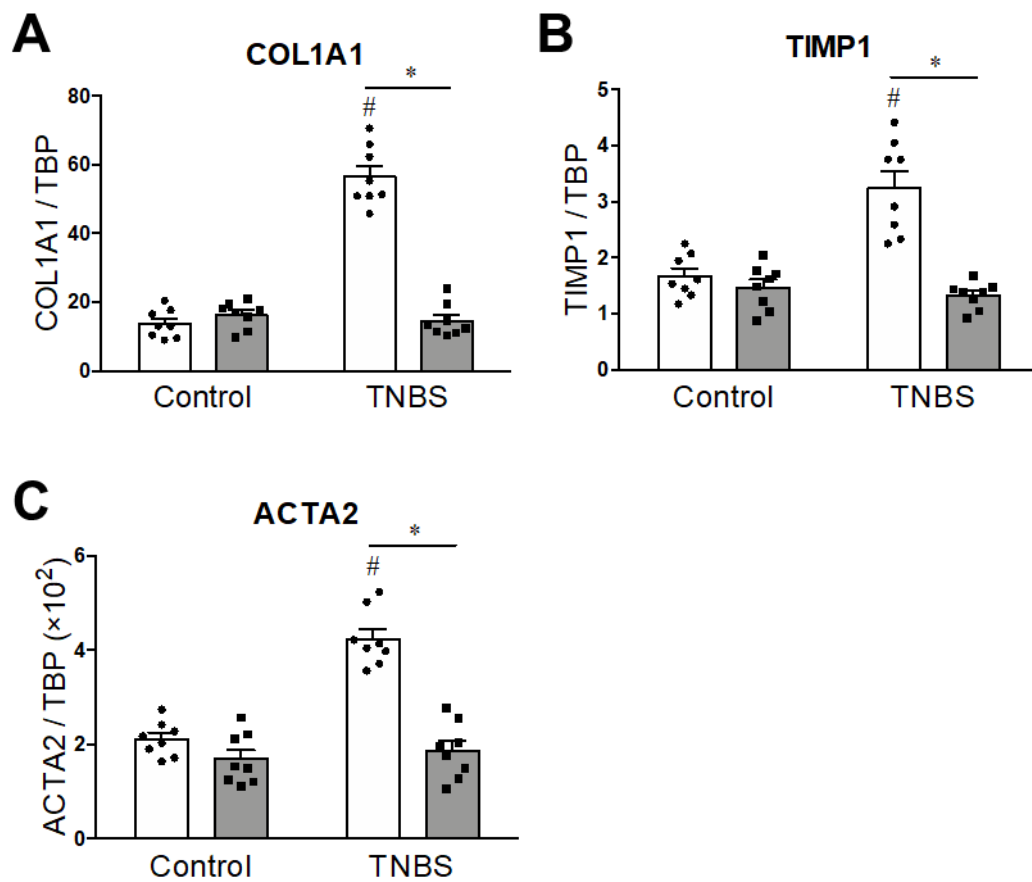 A
COL1A1
COL1A1 / TBP
80
60
40
20
0
#
*
Control
TNBS
B
TIMP1
TIMP1 / TBP
5
4
3
2
1
0
#
*
Control
TNBS
C
ACTA2
ACTA2 / TBP (×10²)
6
4
2
0
#
*
Control
TNBS